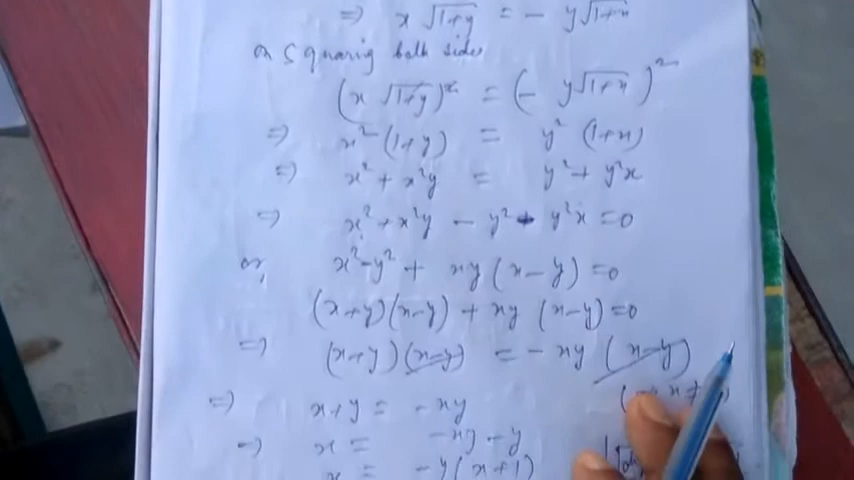 ⇒ x √1+y = - y√1+x
on squaring both sides
(x √1+y)² = (- y√1+x)²
⇒ x² (1+y) = y² (1+x)
⇒ x² + x²y = y² + y²x
⇒ x² + x²y - y² - y²x = 0
or, x² - y² + xy (x-y) = 0
(x+y)(x-y) + xy (x-y) = 0
⇒ (x+y)(x-y) = - xy (x-y)
⇒ x+y = - xy
⇒ x = - xy - y
x = - y (1+x)